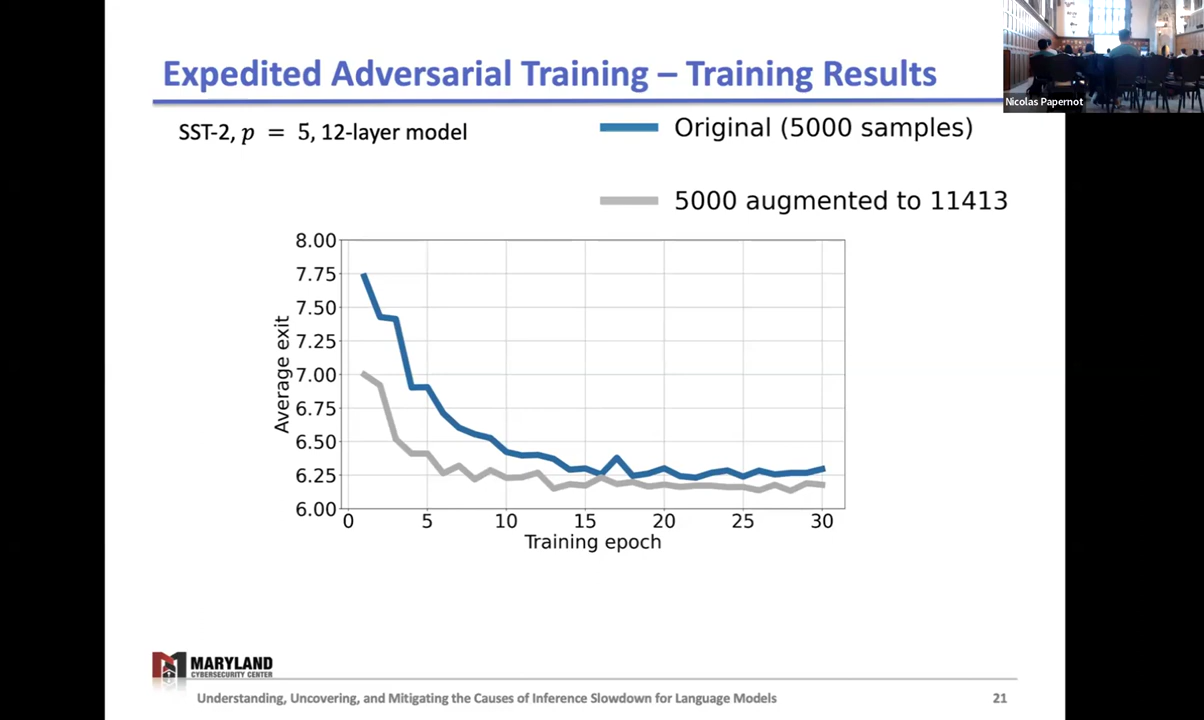 Expedited Adversarial Training – Training Results
Nicolas Papernot
SST-2, p = 5, 12-layer model
Original (5000 samples)
5000 augmented to 11413
8.00
7.75
7.50
7.25
7.00
6.75
6.50
6.25
6.00
Average exit
0 5 10 15 20 25 30
Training epoch
MARYLAND
CYBERSECURITY CENTER
Understanding, Uncovering, and Mitigating the Causes of Inference Slowdown for Language Models
21